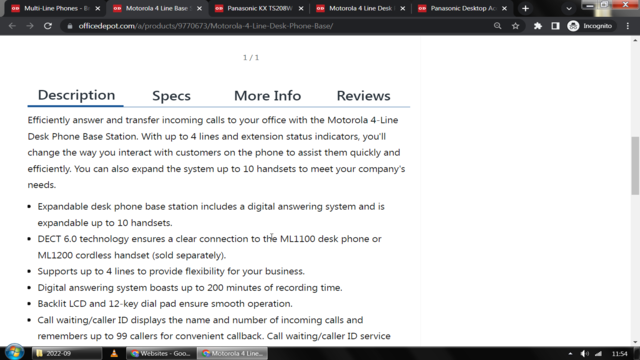 Multi-Line Phones - B
Motorola 4 Line Base
Panasonic KX TS208W
Motorola 4 Line Desk
Panasonic Desktop Ac
officedepot.com/a/products/9770673/Motorola-4-Line-Desk-Phone-Base/
Incognito
1 / 1
Description Specs More Info Reviews
Efficiently answer and transfer incoming calls to your office with the Motorola 4-Line
Desk Phone Base Station. With up to 4 lines and extension status indicators, you'll
change the way you interact with customers on the phone to assist them quickly and
efficiently. You can also expand the system up to 10 handsets to meet your company's
needs.
• Expandable desk phone base station includes a digital answering system and is
expandable up to 10 handsets.
• DECT 6.0 technology ensures a clear connection to the ML1100 desk phone or
ML1200 cordless handset (sold separately).
• Supports up to 4 lines to provide flexibility for your business.
• Digital answering system boasts up to 200 minutes of recording time.
• Backlit LCD and 12-key dial pad ensure smooth operation.
• Call waiting/caller ID displays the name and number of incoming calls and
remembers up to 99 callers for convenient callback. Call waiting/caller ID service
2022-09
Websites - Goo...
Motorola 4 Line...
11:54